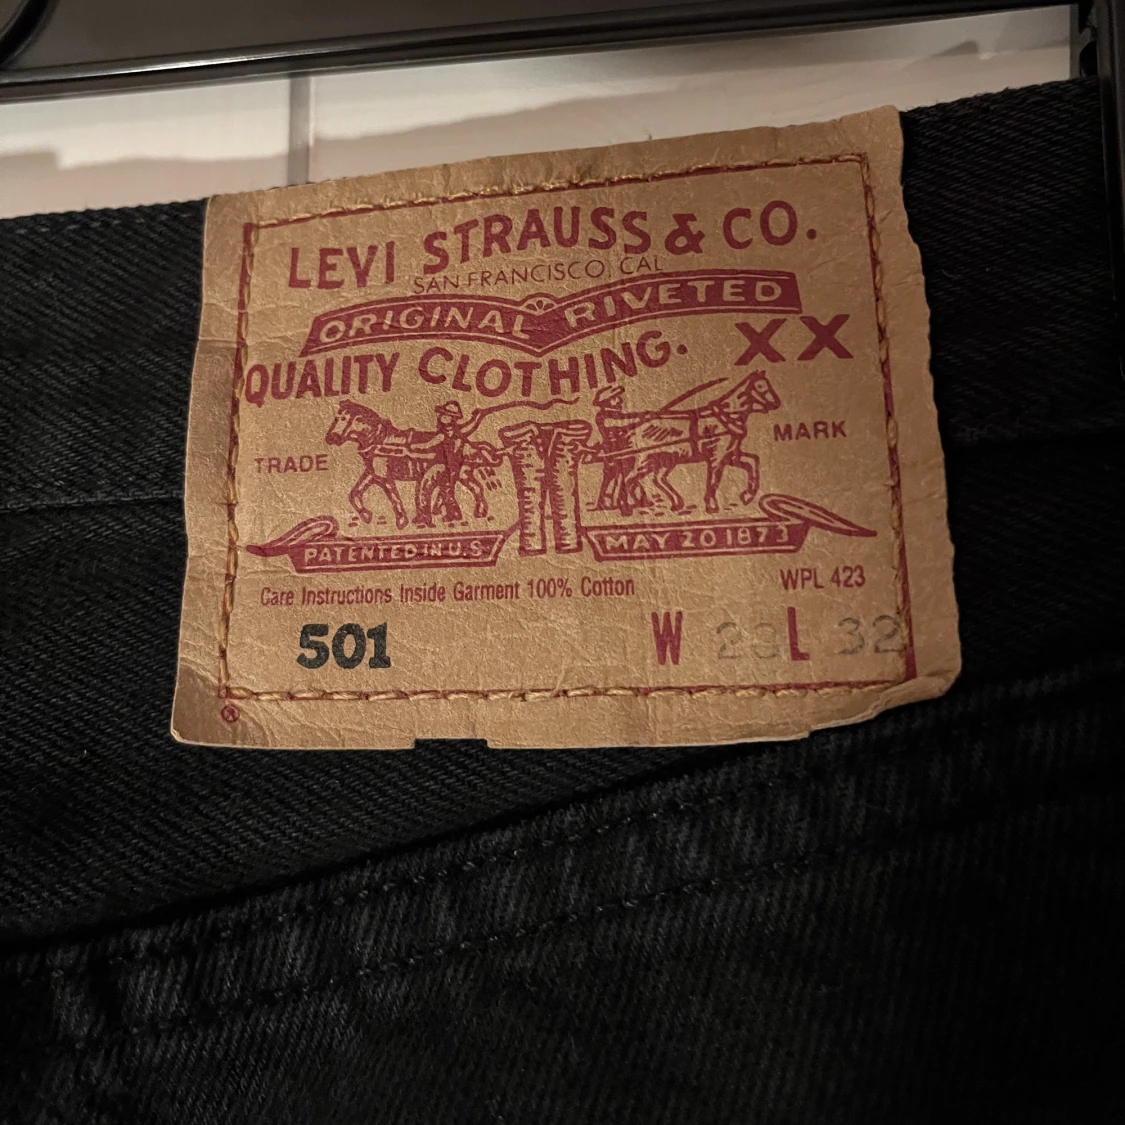 LEVI STRAUSS & CO.
SAN FRANCISCO, CAL
ORIGINAL RIVETED
QUALITY CLOTHING. XX
TRADE MARK
PATENTED IN U.S. MAY 20 1873
Care Instructions Inside Garment 100% Cotton WPL 423
501 W L 32
®